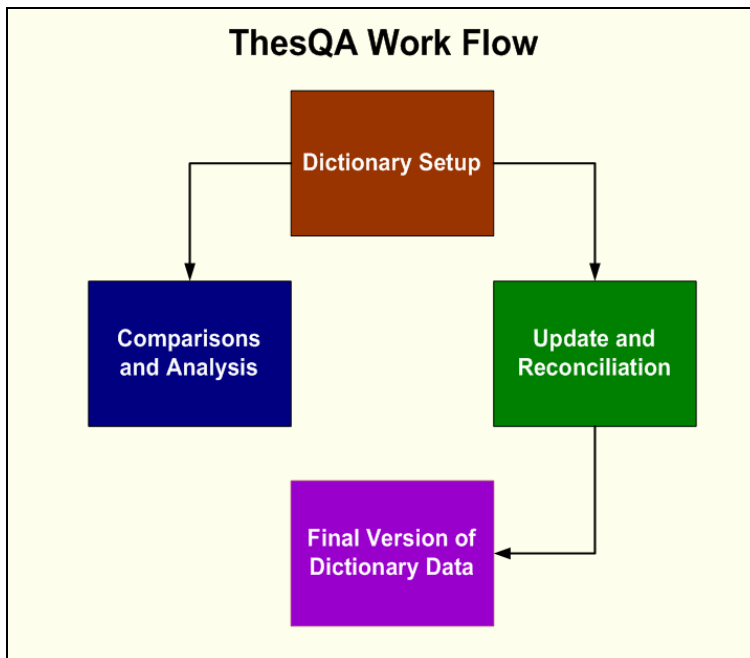 ThesQA Work Flow
Dictionary Setup
Comparisons
and Analysis
Update and
Reconciliation
Final Version of
Dictionary Data